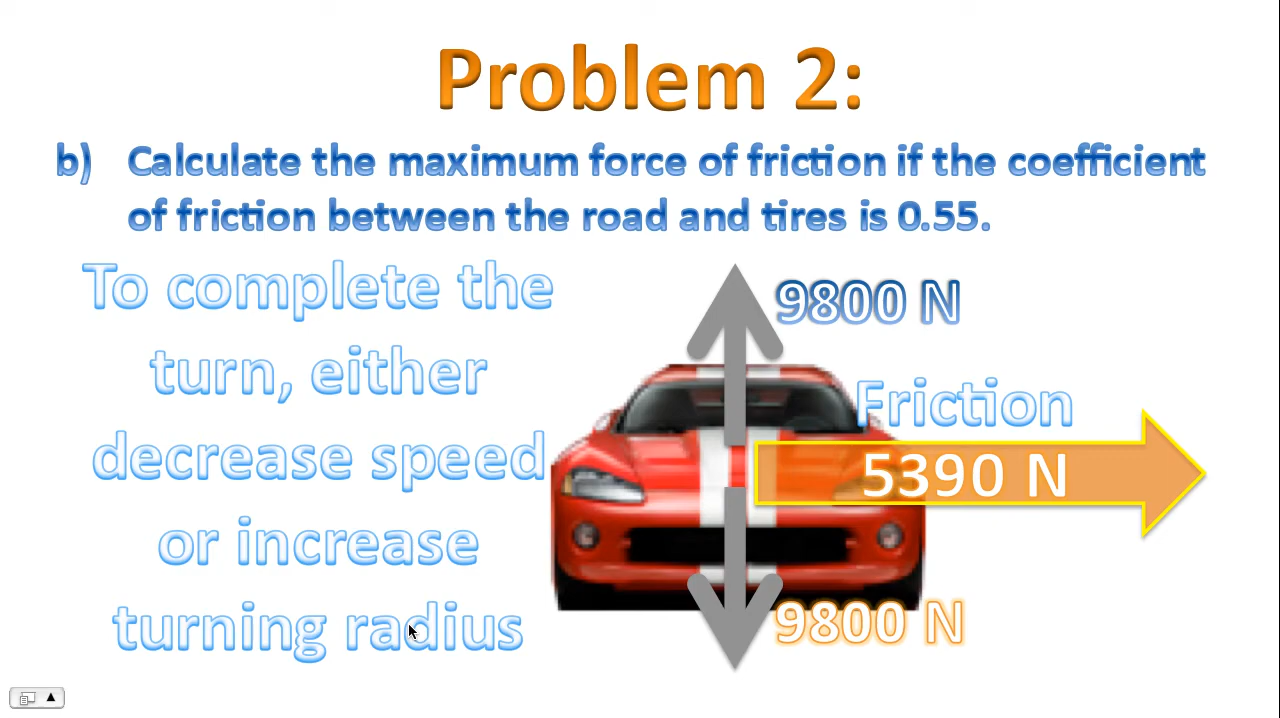 Problem 2:
b) Calculate the maximum force of friction if the coefficient
of friction between the road and tires is 0.55.
To complete the
turn, either
decrease speed
or increase
turning radius
9800 N
Friction
5390 N
9800 N